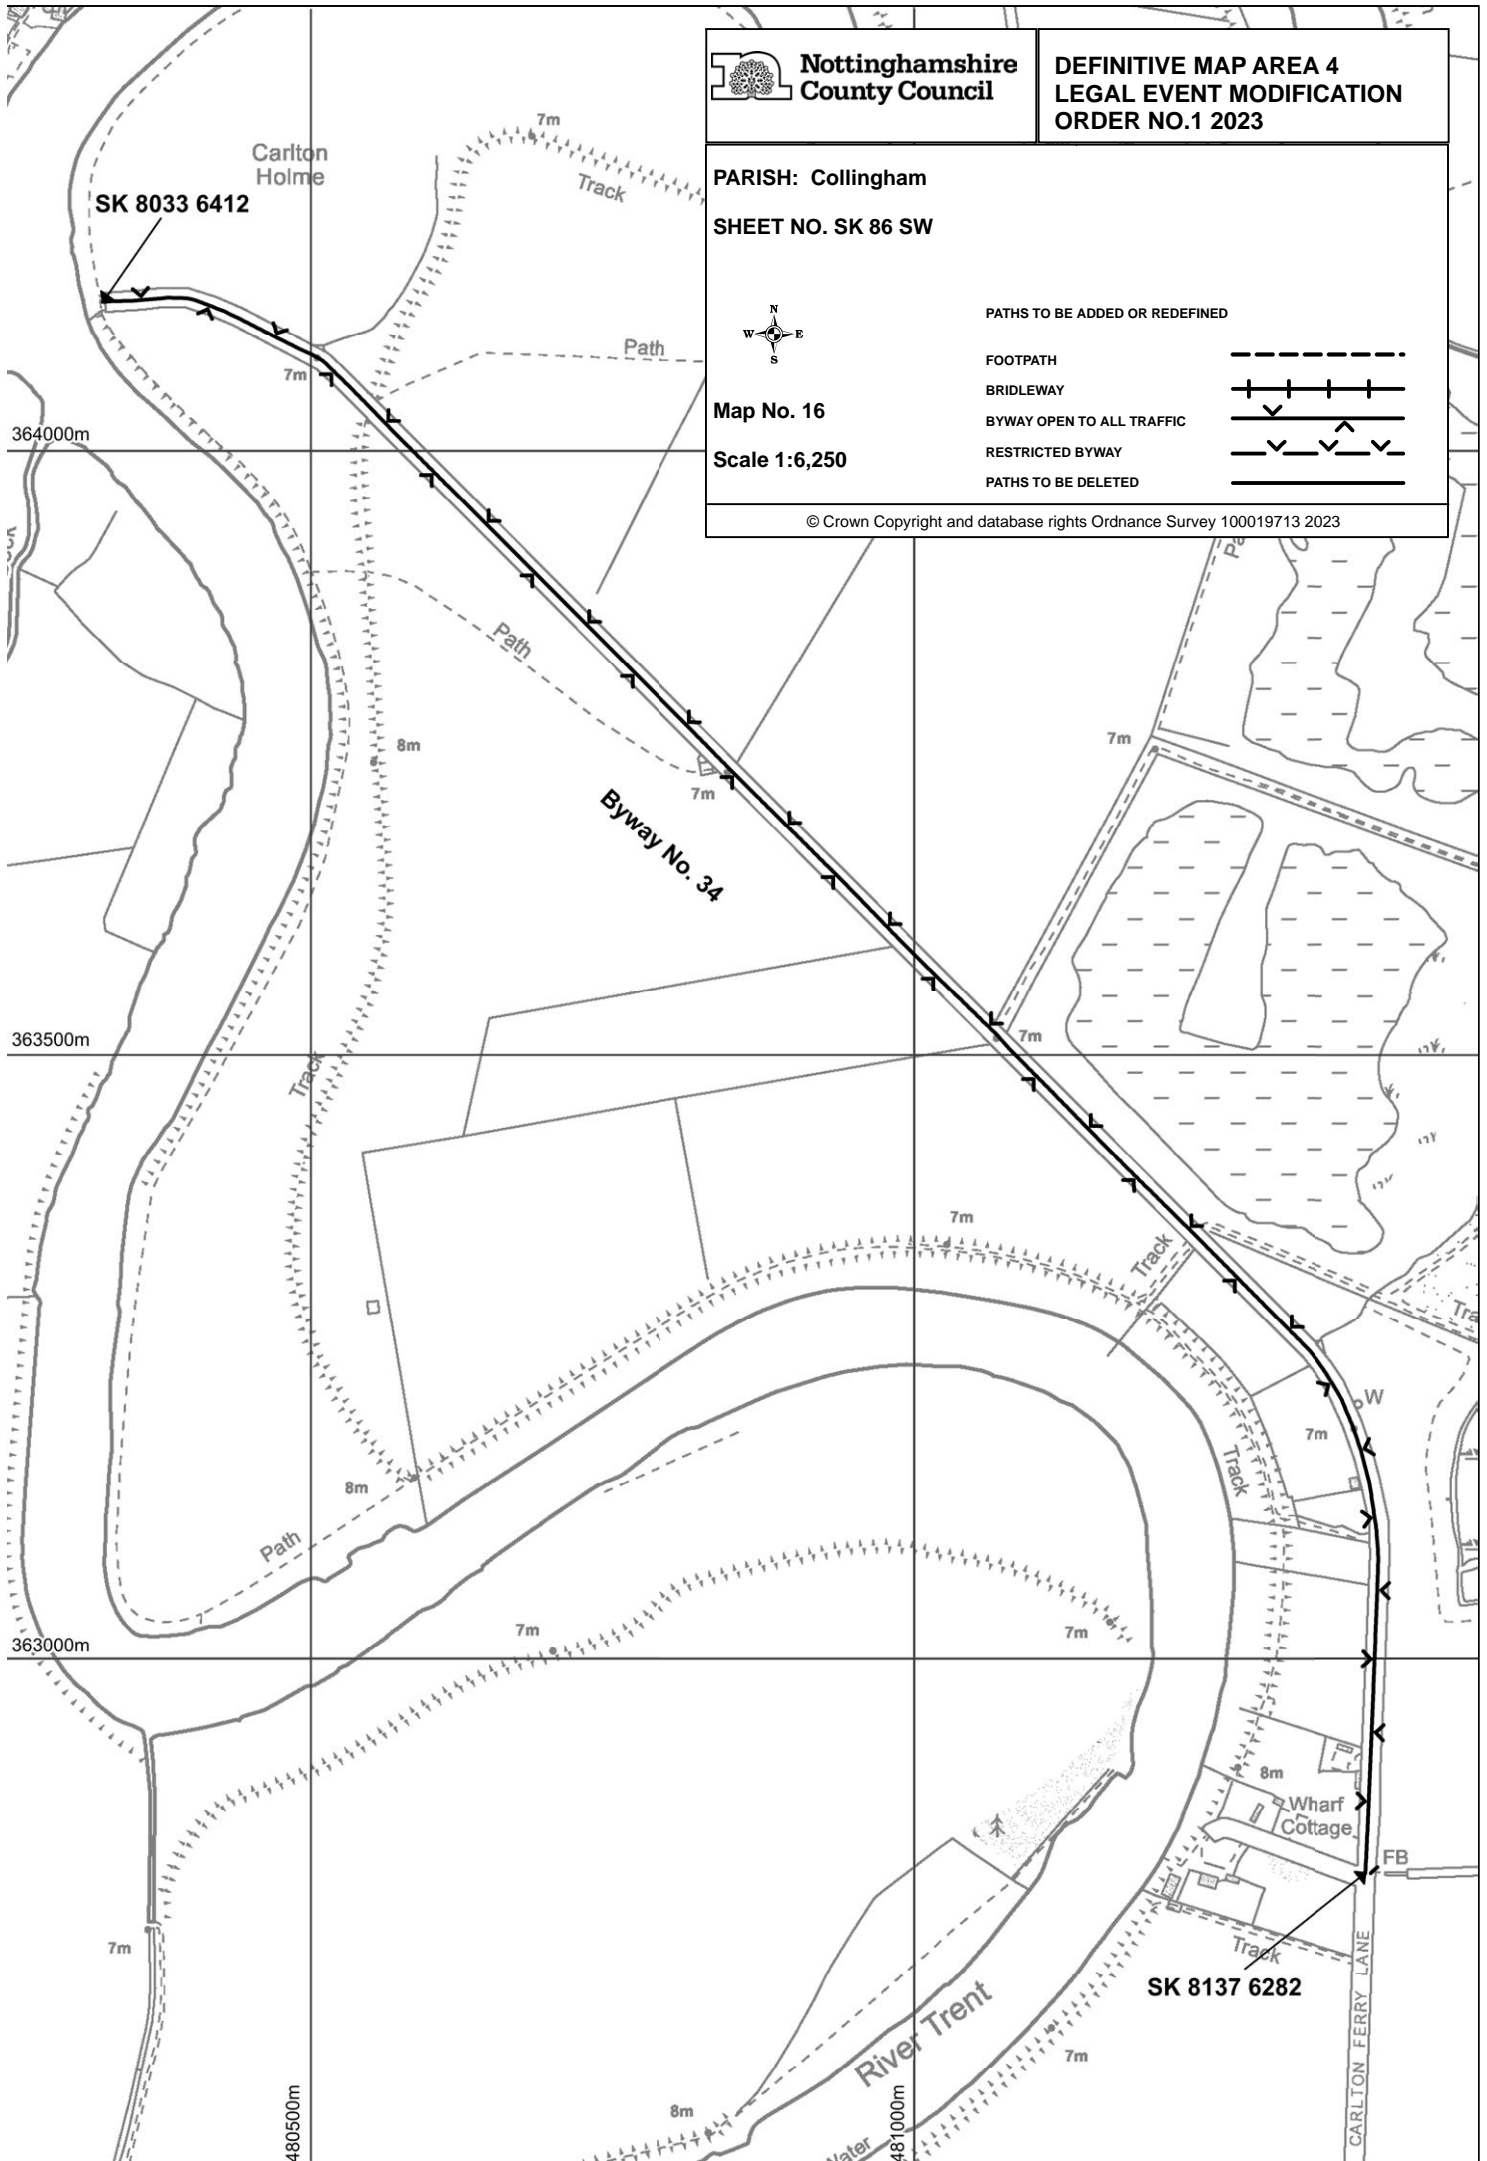 Nottinghamshire
County Council
DEFINITIVE MAP AREA 4
LEGAL EVENT MODIFICATION
ORDER NO.1 2023
PARISH: Collingham
SHEET NO. SK 86 SW
N
W E
S
Map No. 16
Scale 1:6,250
PATHS TO BE ADDED OR REDEFINED
FOOTPATH
BRIDLEWAY
BYWAY OPEN TO ALL TRAFFIC
RESTRICTED BYWAY
PATHS TO BE DELETED
© Crown Copyright and database rights Ordnance Survey 100019713 2023
7m
Carlton
Holme
Track
SK 8033 6412
Path
7m
364000m
Path
8m
7m
7m
Byway No. 34
363500m
7m
Track
7m
Track
W
7m
Track
8m
Path
7m
7m
363000m
8m
Wharf
Cottage
FB
7m
Track
SK 8137 6282
CARLTON FERRY LANE
River Trent
7m
8m
480500m
481000m